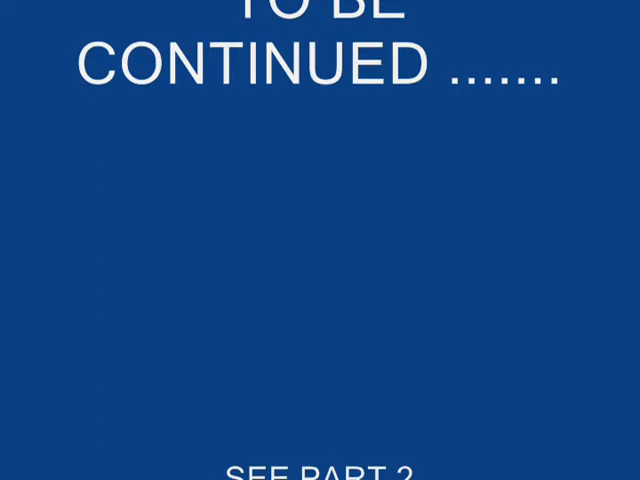 TO BE
CONTINUED .......
SEE PART 2